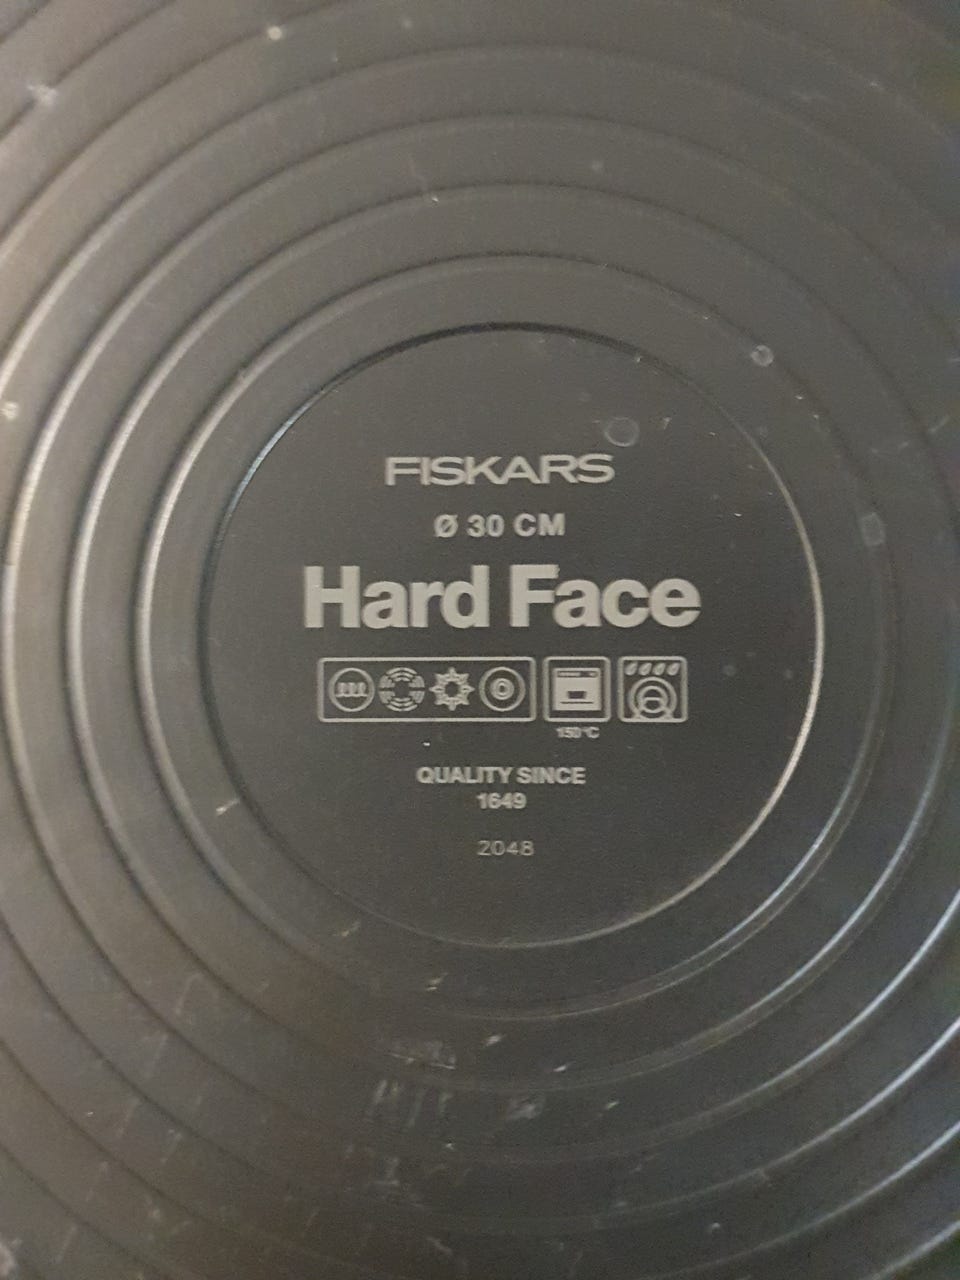 FISKARS
Ø 30 CM
Hard Face
150°C
QUALITY SINCE
1649
2048